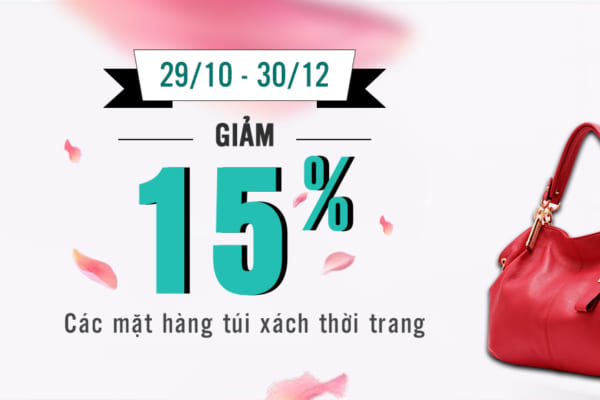 29/10 - 30/12
GIẢM
15%
Các mặt hàng túi xách thời trang